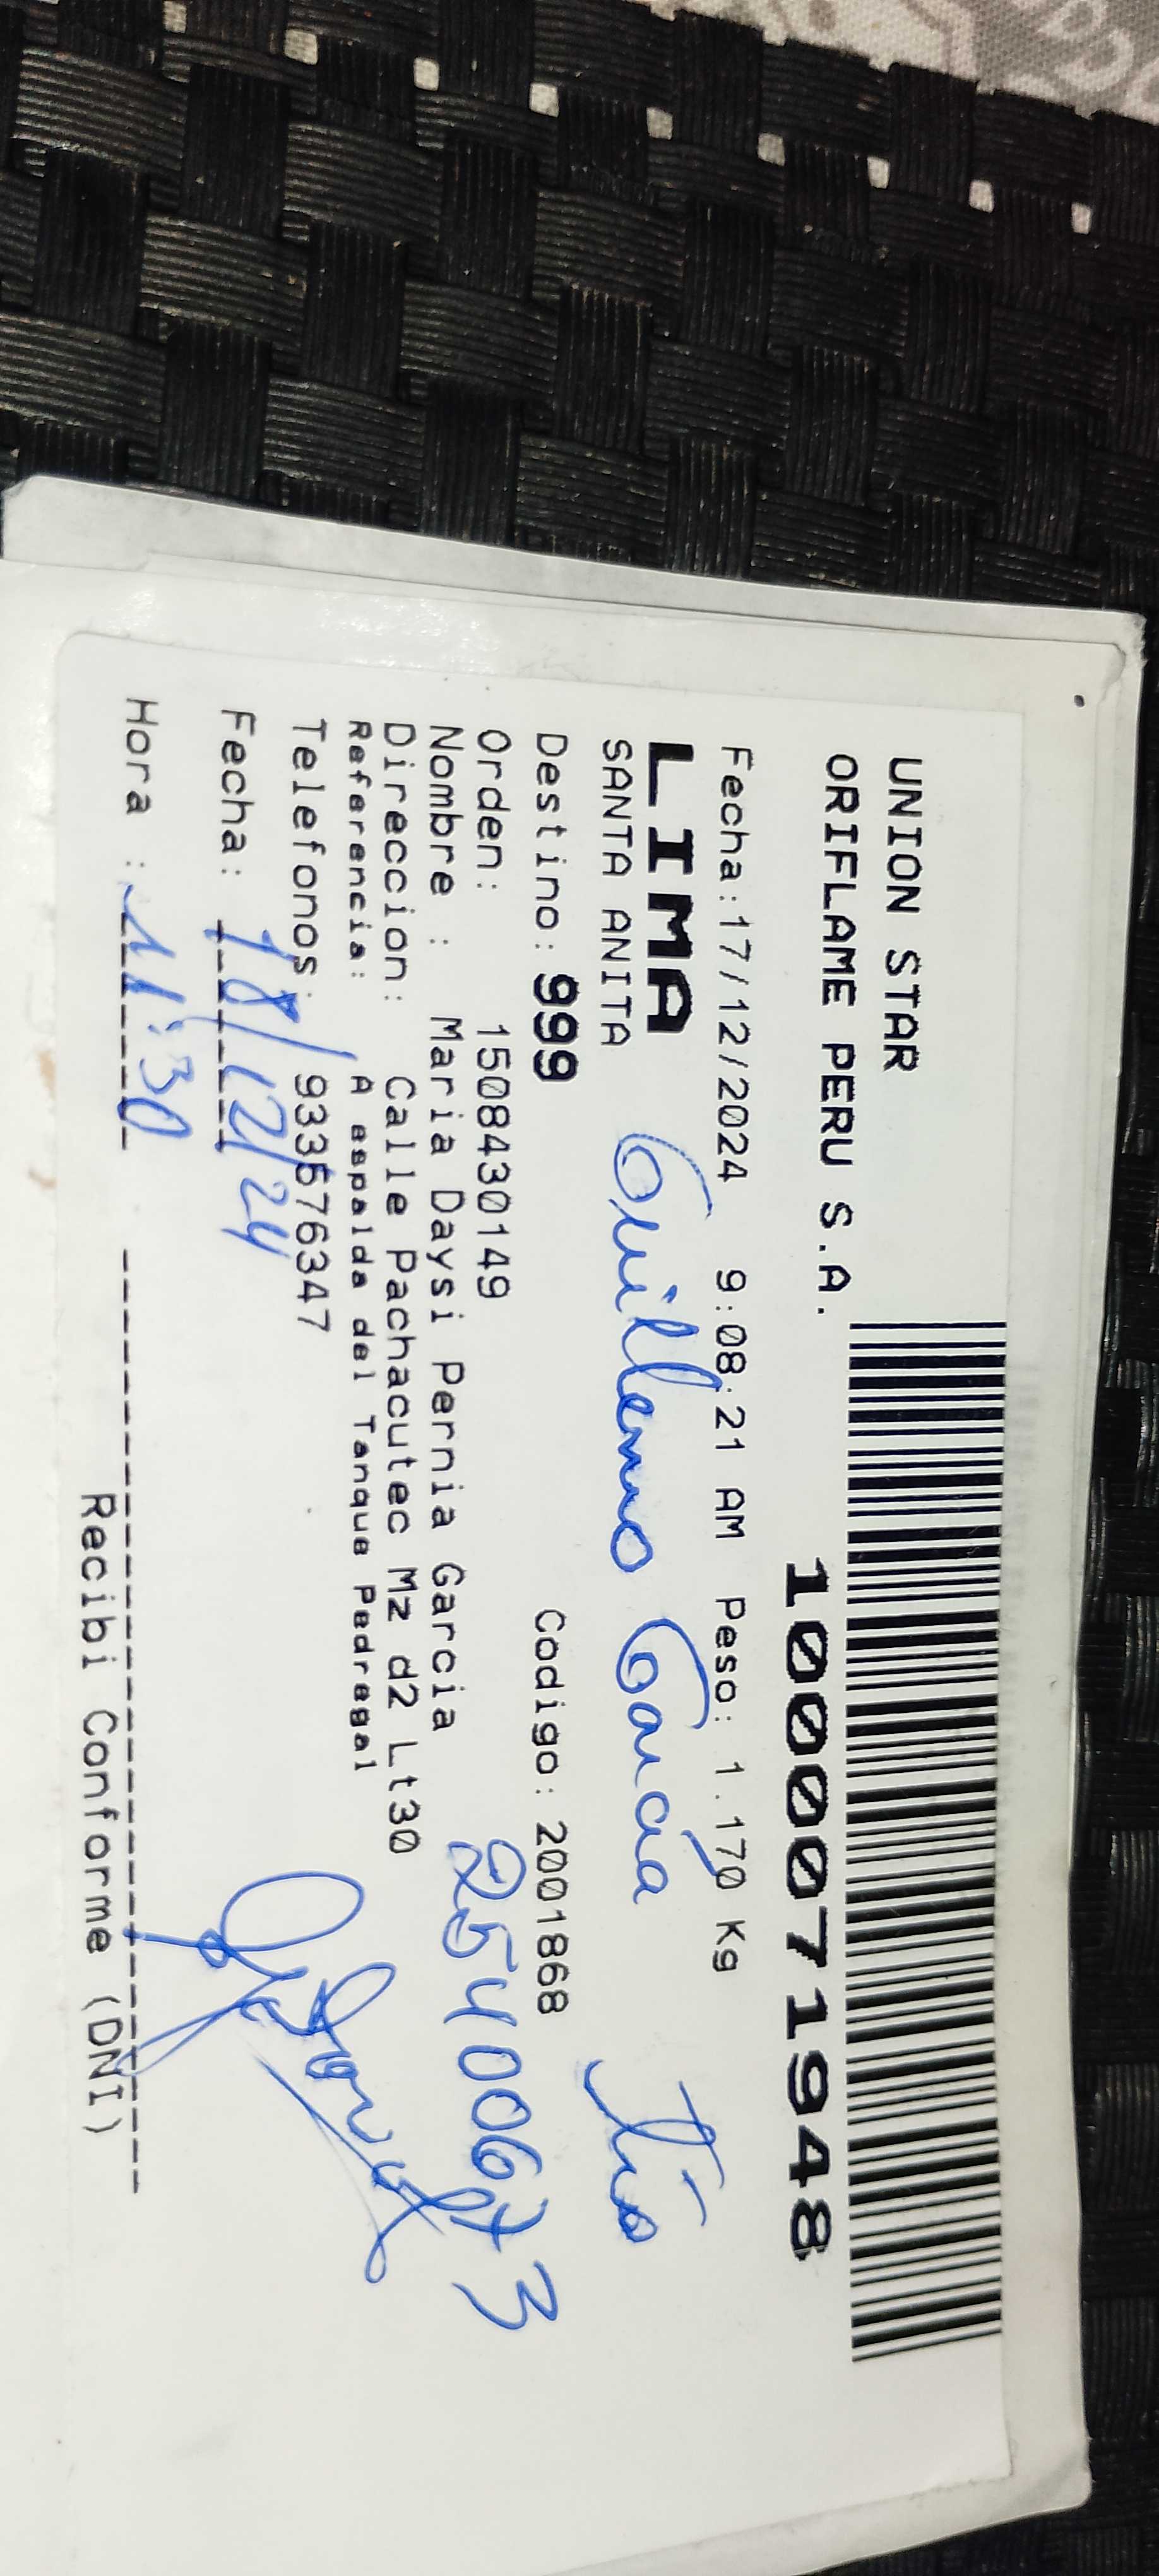 UNION STAR
ORIFLAME PERU S.A.
1000071948
Fecha:17/12/2024 9:08:21 AM Peso: 1.170 Kg
LIMA
SANTA ANITA
Guillermo García Tío
Destino: 999 Codigo: 2001868
Orden: 1508430149
Nombre : Maria Daysi Pernia Garcia
Direccion: Calle Pachacutec Mz d2 Lt30
Referencia: A espalda del Tanque Pedregal
Telefonos: 933576347
Fecha: 18/12/24
Hora : 11:30
Recibi Conforme (DNI)